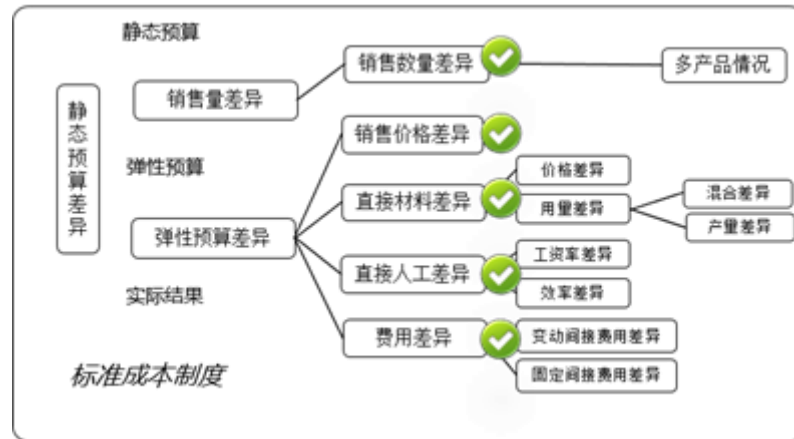 静态预算
销售数量差异
多产品情况
销售量差异
静态预算差异
销售价格差异
弹性预算
价格差异
直接材料差异
用量差异
混合差异
产量差异
弹性预算差异
工资率差异
直接人工差异
效率差异
实际结果
费用差异
变动间接费用差异
固定间接费用差异
标准成本制度